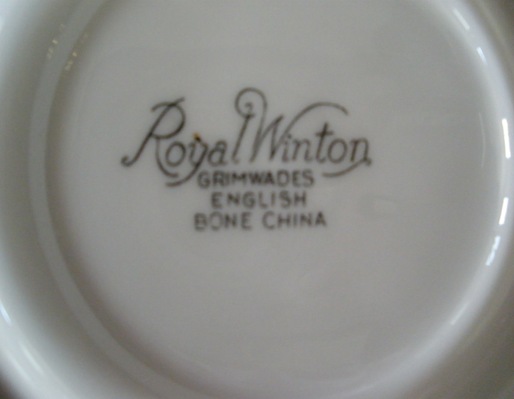 Royal Winton
GRIMWADES
ENGLISH
BONE CHINA